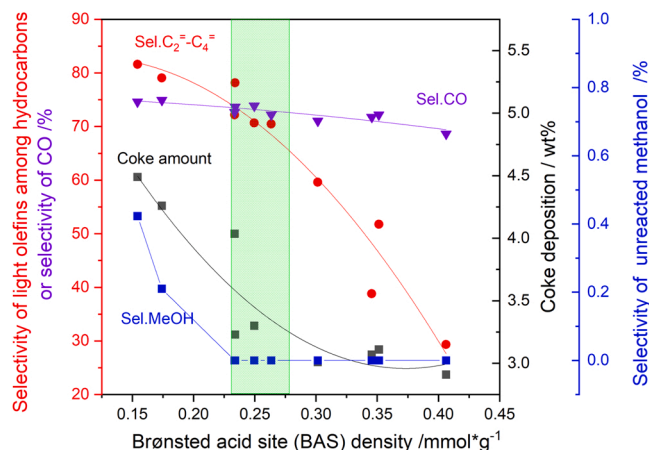 Selectivity of light olefins among hydrocarbons
or selectivity of CO /%
90
80
70
60
50
40
30
20
Sel.C₂⁼-C₄⁼
Sel.CO
Coke amount
Sel.MeOH
5.5
5.0
4.5
4.0
3.5
3.0
Coke deposition / wt%
1.0
0.8
0.6
0.4
0.2
0.0
Selectivity of unreacted methanol /%
0.15 0.20 0.25 0.30 0.35 0.40 0.45
Brønsted acid site (BAS) density /mmol*g⁻¹